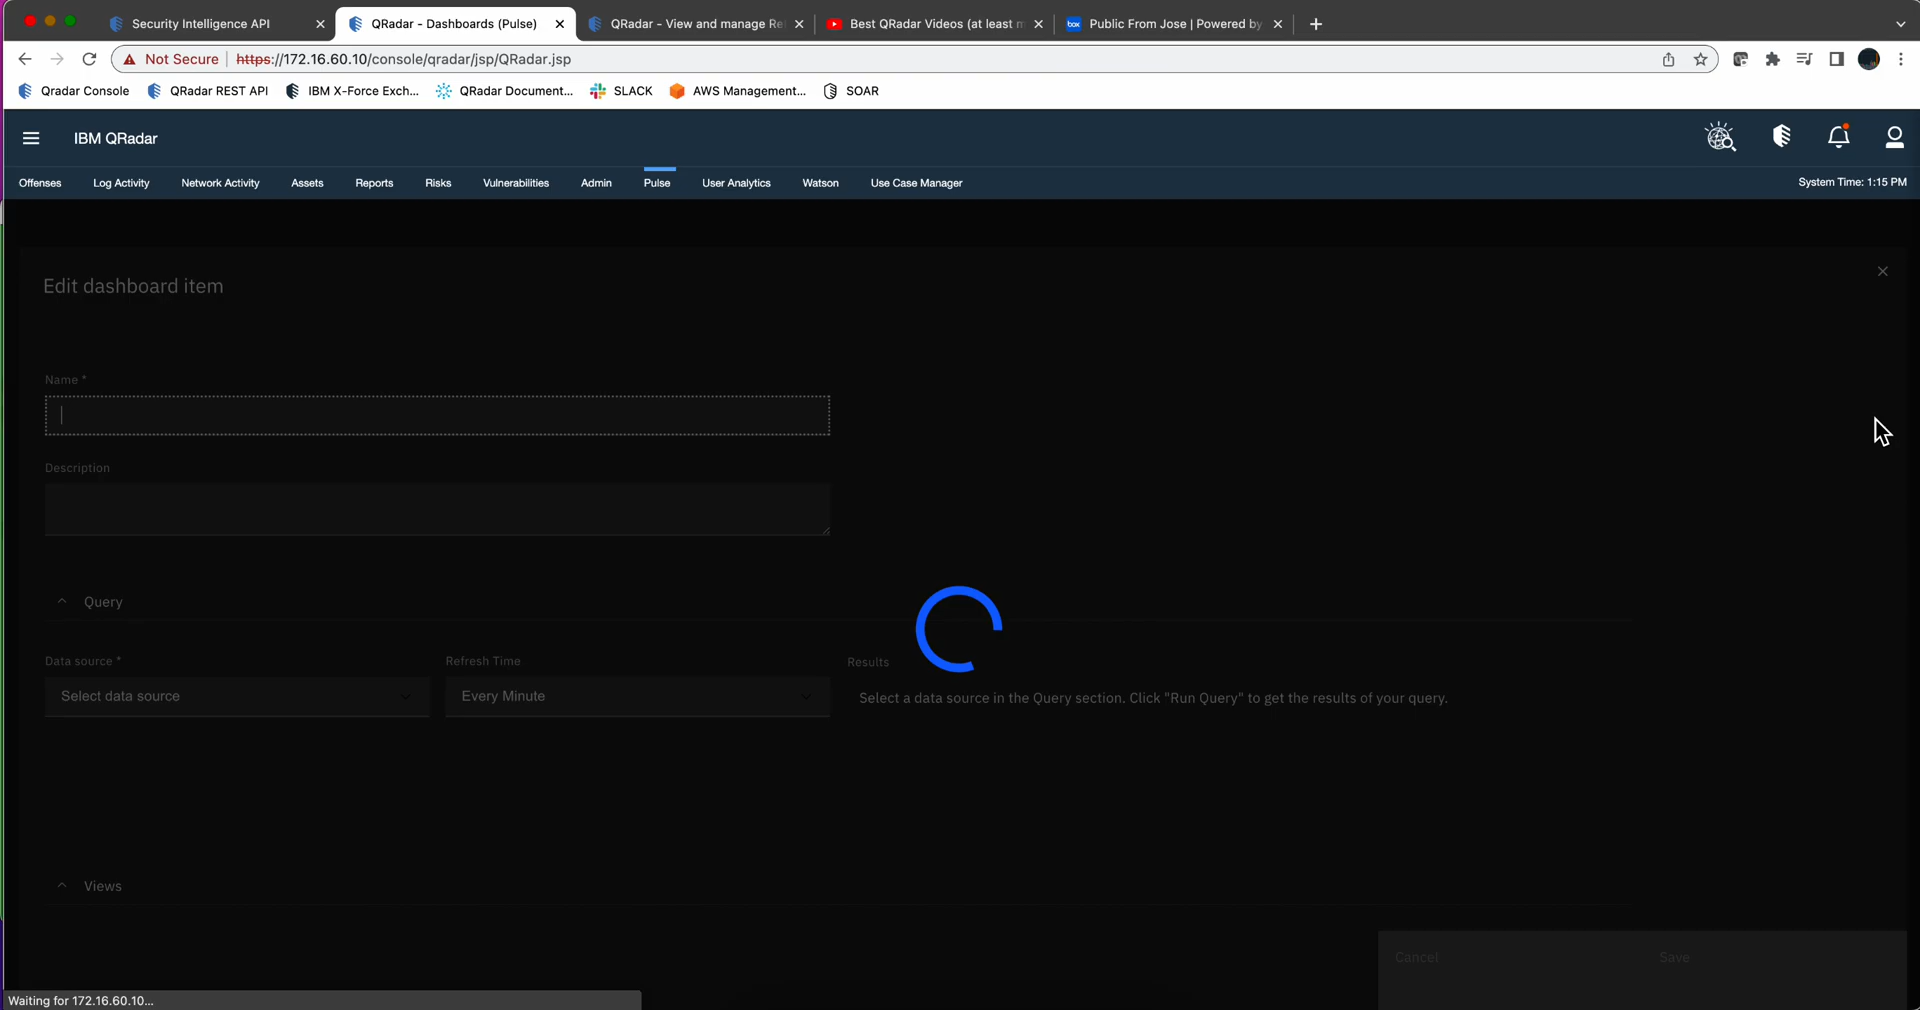 Security Intelligence API
QRadar - Dashboards (Pulse)
QRadar - View and manage Re
Best QRadar Videos (at least m
Public From Jose | Powered by
Not Secure
https://172.16.60.10/console/qradar/jsp/QRadar.jsp
Qradar Console
QRadar REST API
IBM X-Force Exch...
QRadar Document...
SLACK
AWS Management...
SOAR
IBM QRadar
Offenses
Log Activity
Network Activity
Assets
Reports
Risks
Vulnerabilities
Admin
Pulse
User Analytics
Watson
Use Case Manager
System Time: 1:15 PM
Edit dashboard item
Name *
Description
Query
Data source *
Refresh Time
Results
Select data source
Every Minute
Select a data source in the Query section. Click "Run Query" to get the results of your query.
Views
Cancel
Save
Waiting for 172.16.60.10...